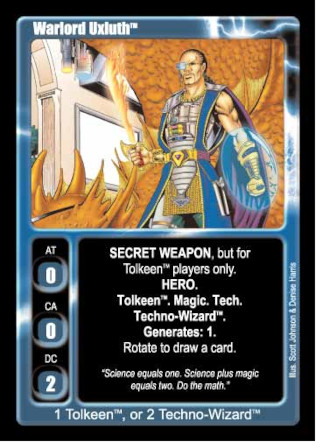 Warlord Uxluth™
AT
0
CA
0
DC
2
SECRET WEAPON, but for
Tolkeen™ players only.
HERO.
Tolkeen™. Magic. Tech.
Techno-Wizard™.
Generates: 1.
Rotate to draw a card.
"Science equals one. Science plus magic
equals two. Do the math."
Illus. Scott Johnson & Denise Harris
1 Tolkeen™, or 2 Techno-Wizard™